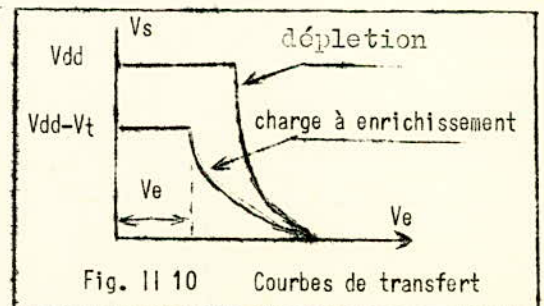 Vs
dépletion
Vdd
charge à enrichissement
Vdd-Vt
Ve
Ve
Fig. II 10 Courbes de transfert